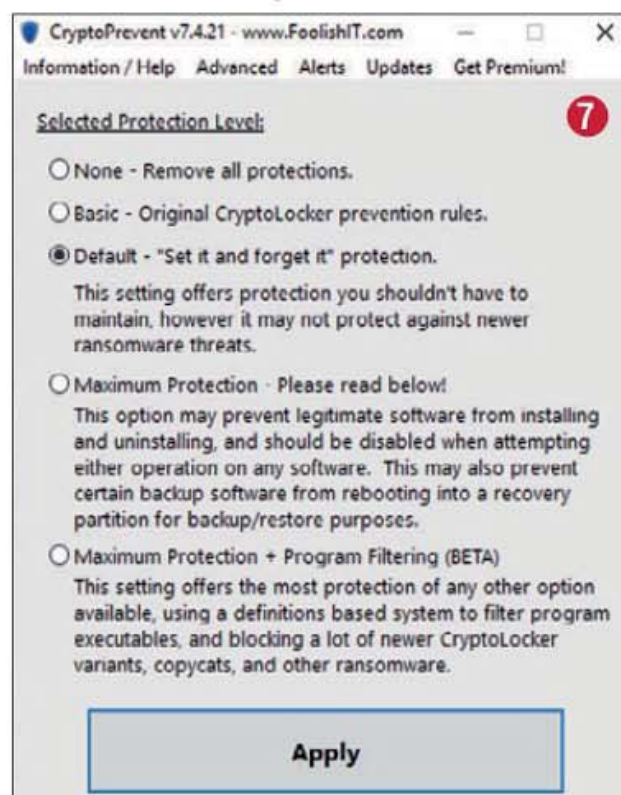 CryptoPrevent v7.4.21 - www.FoolishIT.com
Information / Help Advanced Alerts Updates Get Premium!
Selected Protection Level:
7
None - Remove all protections.
Basic - Original CryptoLocker prevention rules.
Default - "Set it and forget it" protection.
This setting offers protection you shouldn't have to
maintain, however it may not protect against newer
ransomware threats.
Maximum Protection - Please read below!
This option may prevent legitimate software from installing
and uninstalling, and should be disabled when attempting
either operation on any software. This may also prevent
certain backup software from rebooting into a recovery
partition for backup/restore purposes.
Maximum Protection + Program Filtering (BETA)
This setting offers the most protection of any other option
available, using a definitions based system to filter program
executables, and blocking a lot of newer CryptoLocker
variants, copycats, and other ransomware.
Apply